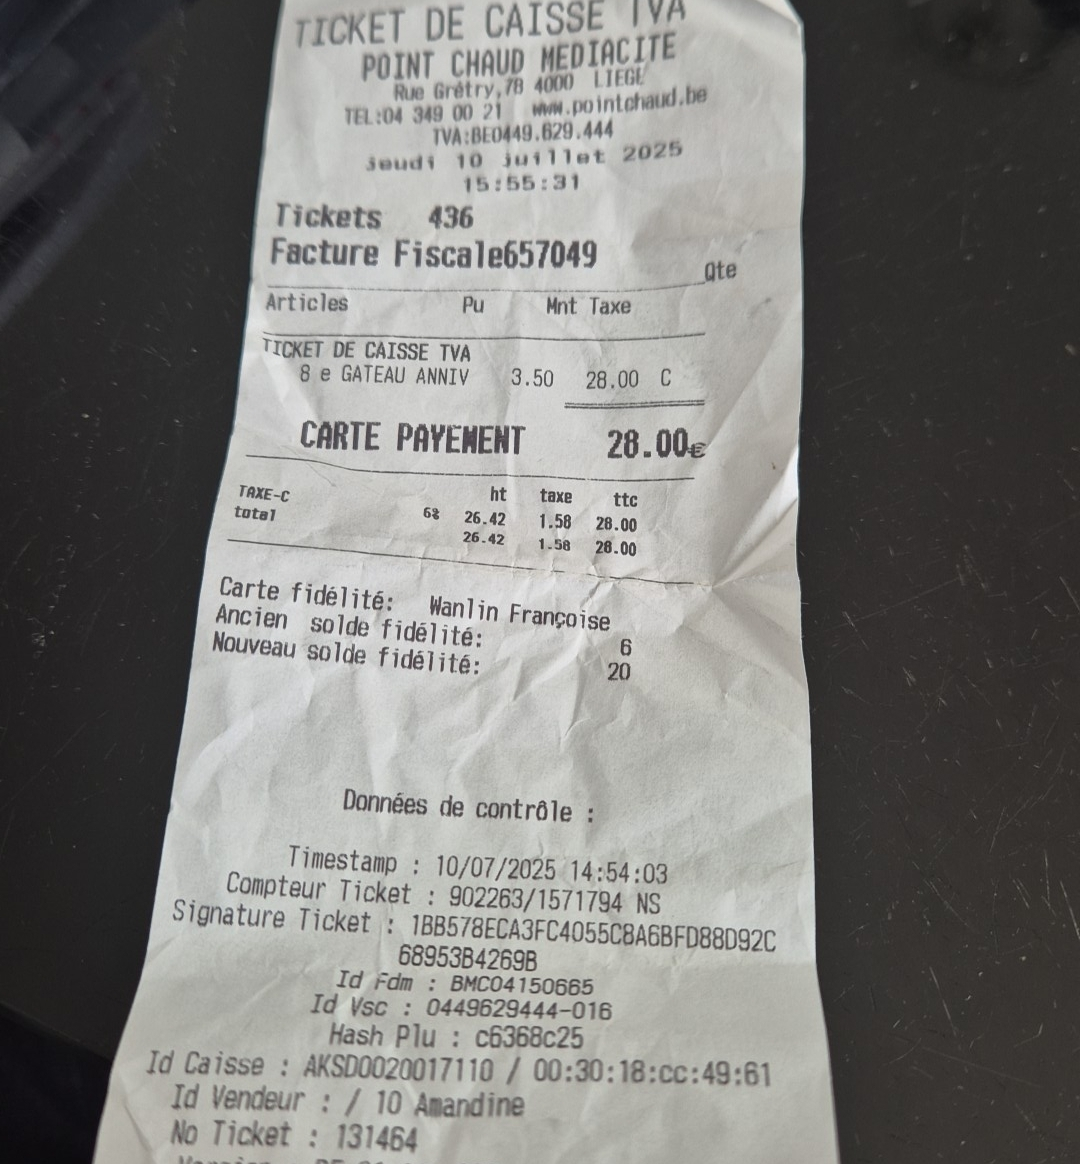 TICKET DE CAISSE TVA
POINT CHAUD MEDIACITE
Rue Grétry,78 4000 LIEGE
TEL:04 349 00 21 www.pointchaud.be
TVA:BE0449.629.444
jeudi 10 juillet 2025
15:55:31
Tickets 436
Facture Fiscale657049
Qte
Articles Pu Mnt Taxe
TICKET DE CAISSE TVA
8 e GATEAU ANNIV 3.50 28.00 C
CARTE PAYEMENT 28.00€
ht taxe ttc
TAXE-C 6% 26.42 1.58 28.00
total 26.42 1.58 28.00
Carte fidélité: Wanlin Françoise
Ancien solde fidélité: 6
Nouveau solde fidélité: 20
Données de contrôle :
Timestamp : 10/07/2025 14:54:03
Compteur Ticket : 902263/1571794 NS
Signature Ticket : 1BB578ECA3FC4055C8A6BFD88D92C
68953B4269B
Id Fdm : BMC04150665
Id Vsc : 0449629444-016
Hash Plu : c6368c25
Id Caisse : AKSD0020017110 / 00:30:18:cc:49:61
Id Vendeur : / 10 Amandine
No Ticket : 131464